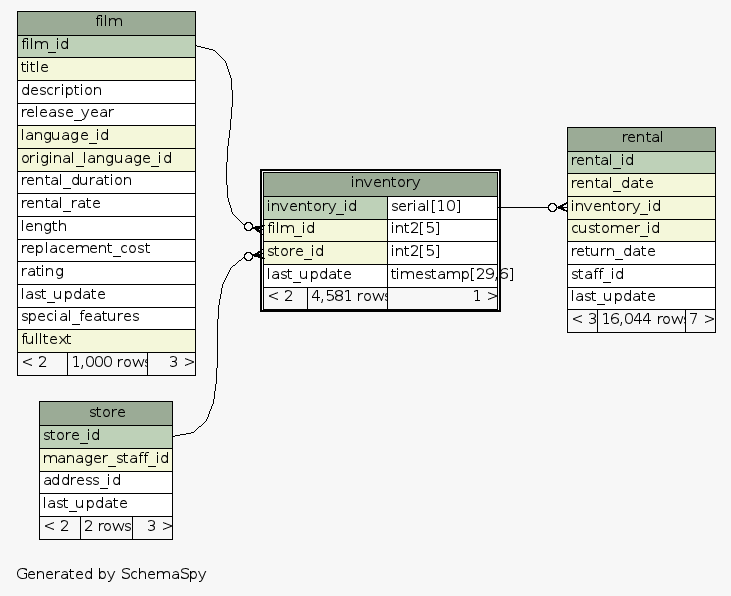 film
film_id
title
description
release_year
language_id
original_language_id
rental_duration
rental_rate
length
replacement_cost
rating
last_update
special_features
fulltext
< 2 1,000 rows 3 >
store
store_id
manager_staff_id
address_id
last_update
< 2 2 rows 3 >
inventory
inventory_id serial[10]
film_id int2[5]
store_id int2[5]
last_update timestamp[29,6]
< 2 4,581 rows 1 >
rental
rental_id
rental_date
inventory_id
customer_id
return_date
staff_id
last_update
< 3 16,044 rows 7 >
Generated by SchemaSpy